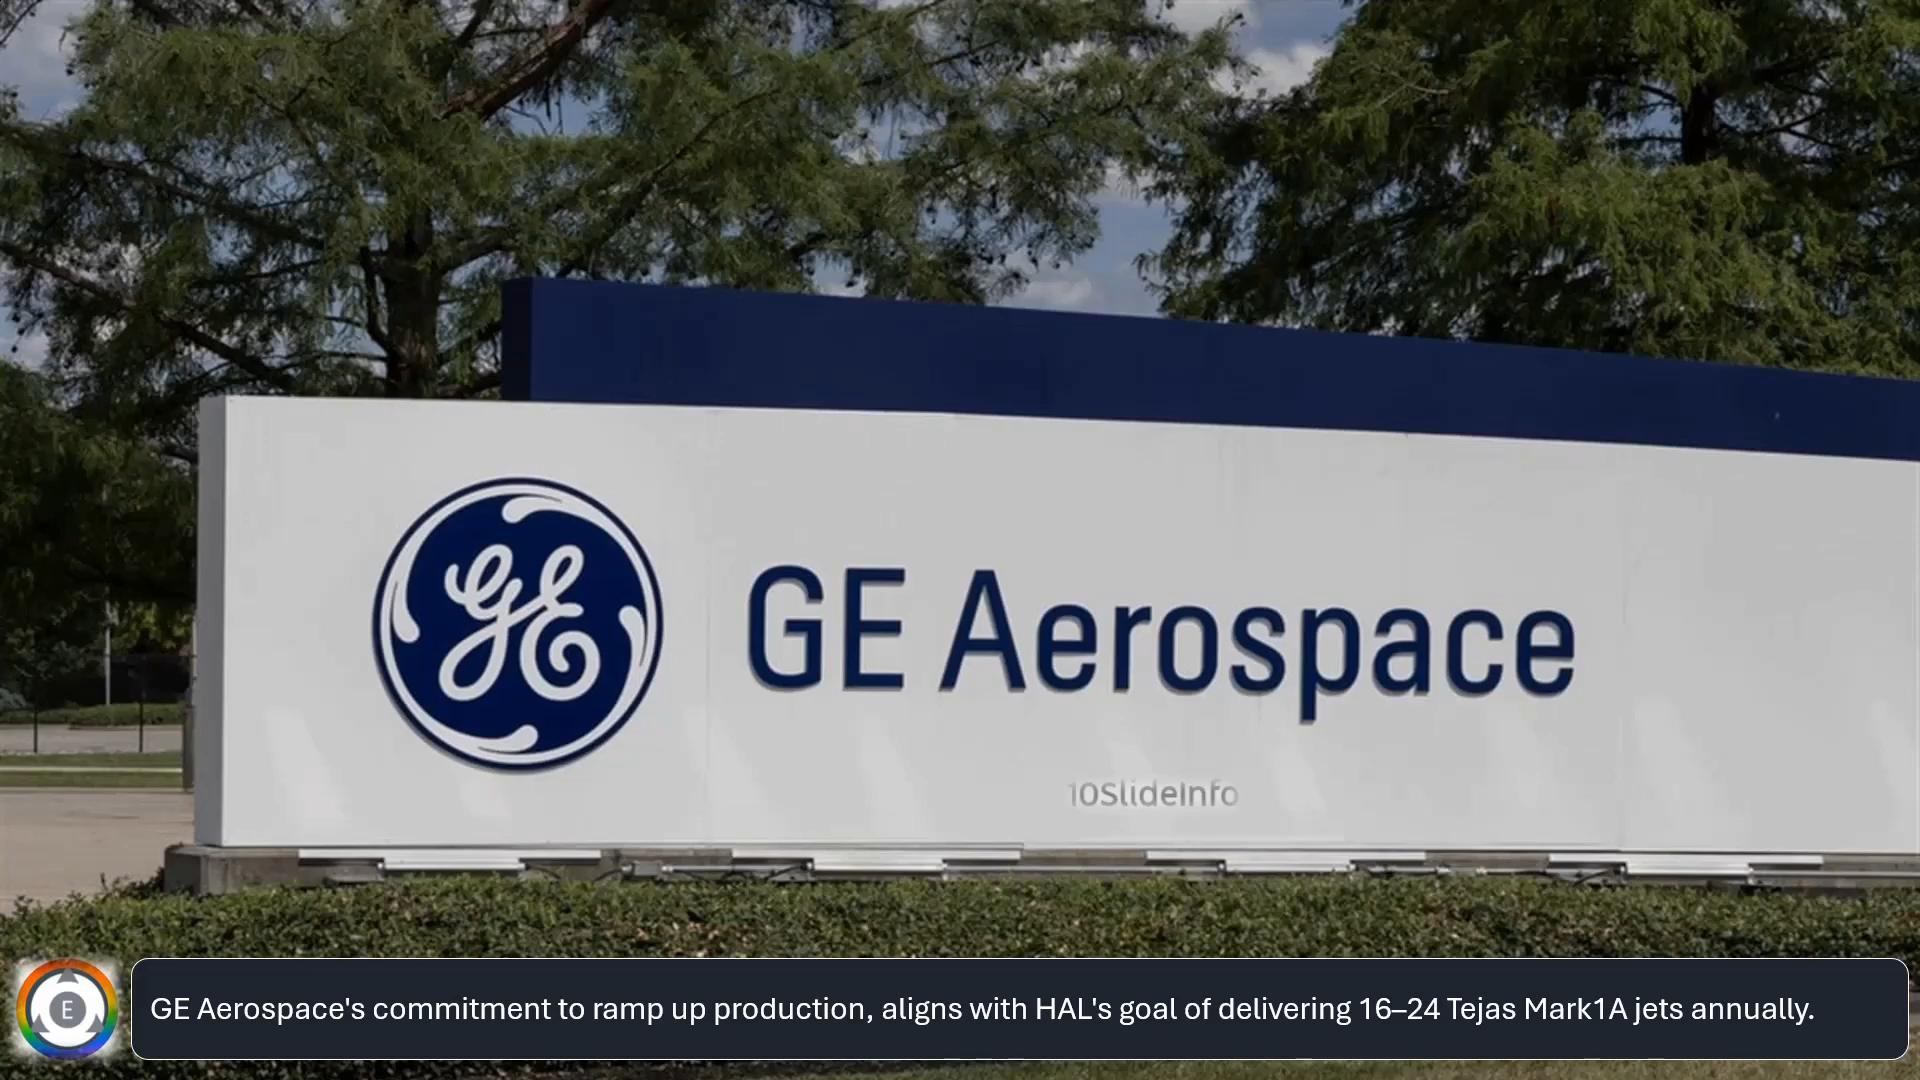 GE
GE Aerospace
10SlideInfo
E
GE Aerospace's commitment to ramp up production, aligns with HAL's goal of delivering 16–24 Tejas Mark1A jets annually.